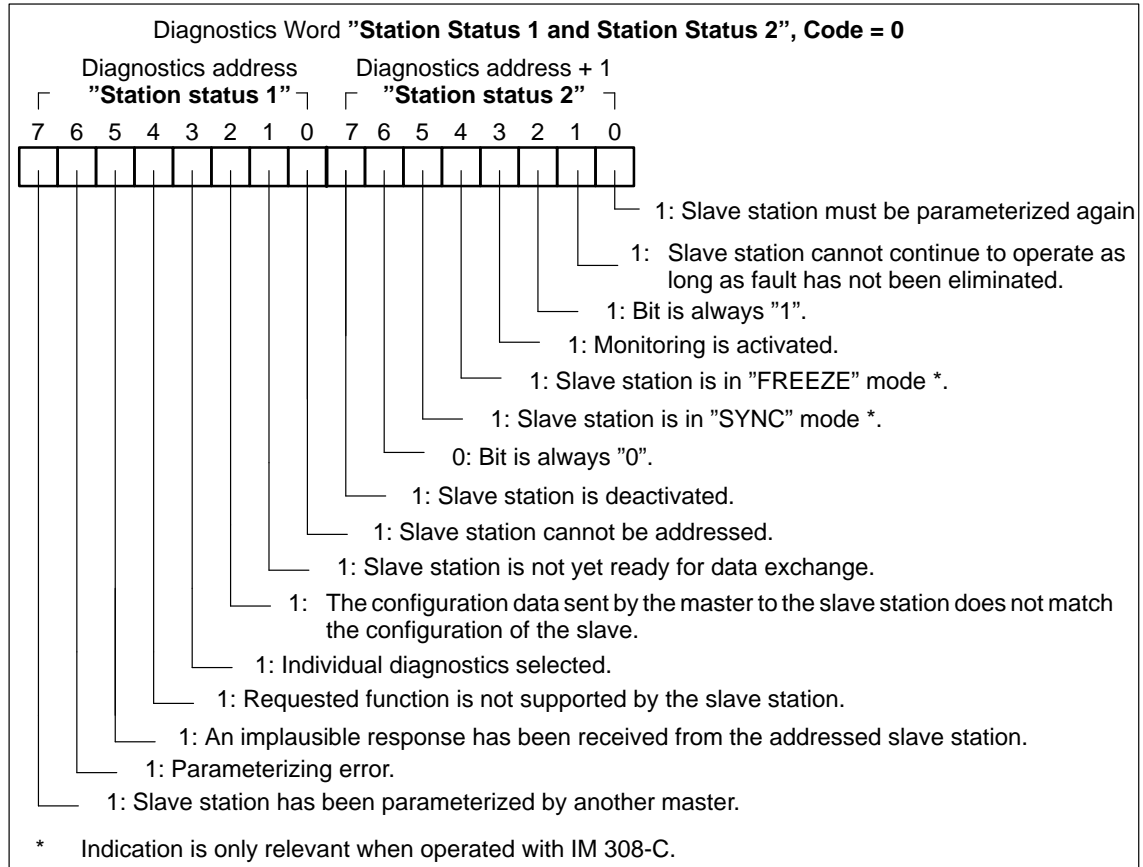 Diagnostics Word ”Station Status 1 and Station Status 2”, Code = 0
Diagnostics address Diagnostics address + 1
”Station status 1” ”Station status 2”
7 6 5 4 3 2 1 0 7 6 5 4 3 2 1 0
1: Slave station must be parameterized again
1: Slave station cannot continue to operate as
long as fault has not been eliminated.
1: Bit is always ”1”.
1: Monitoring is activated.
1: Slave station is in ”FREEZE” mode *.
1: Slave station is in ”SYNC” mode *.
0: Bit is always ”0”.
1: Slave station is deactivated.
1: Slave station cannot be addressed.
1: Slave station is not yet ready for data exchange.
1: The configuration data sent by the master to the slave station does not match
the configuration of the slave.
1: Individual diagnostics selected.
1: Requested function is not supported by the slave station.
1: An implausible response has been received from the addressed slave station.
1: Parameterizing error.
1: Slave station has been parameterized by another master.
* Indication is only relevant when operated with IM 308-C.